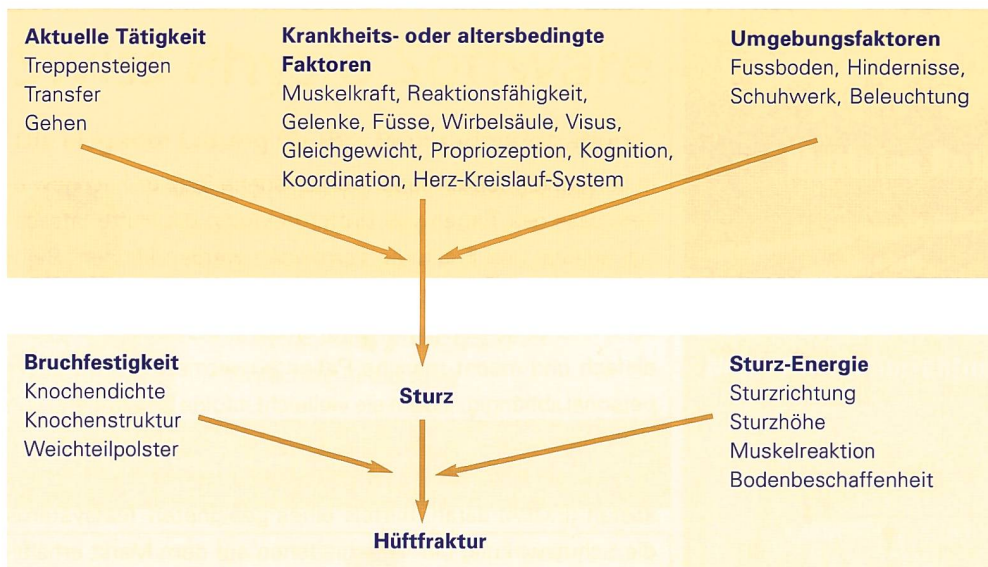 Aktuelle Tätigkeit
Treppensteigen
Transfer
Gehen
Krankheits- oder altersbedingte
Faktoren
Muskelkraft, Reaktionsfähigkeit,
Gelenke, Füsse, Wirbelsäule, Visus,
Gleichgewicht, Propriozeption, Kognition,
Koordination, Herz-Kreislauf-System
Umgebungsfaktoren
Fussboden, Hindernisse,
Schuhwerk, Beleuchtung
Bruchfestigkeit
Knochendichte
Knochenstruktur
Weichteilpolster
Sturz
Sturz-Energie
Sturzrichtung
Sturzhöhe
Muskelreaktion
Bodenbeschaffenheit
Hüftfraktur